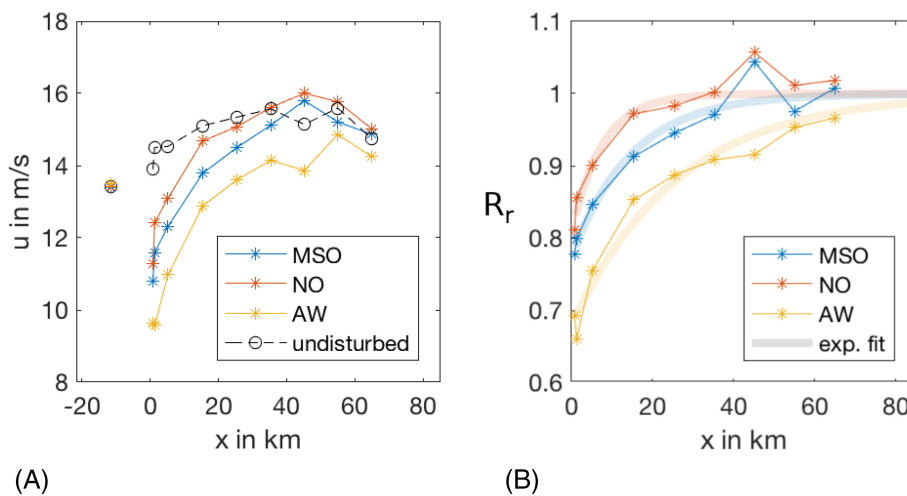 18
16
14
12
10
8
u in m/s
-20
0
20
40
60
80
x in km
MSO
NO
AW
undisturbed
(A)
1.1
1
0.9
0.8
0.7
0.6
Rr
0
20
40
60
80
x in km
MSO
NO
AW
exp. fit
(B)